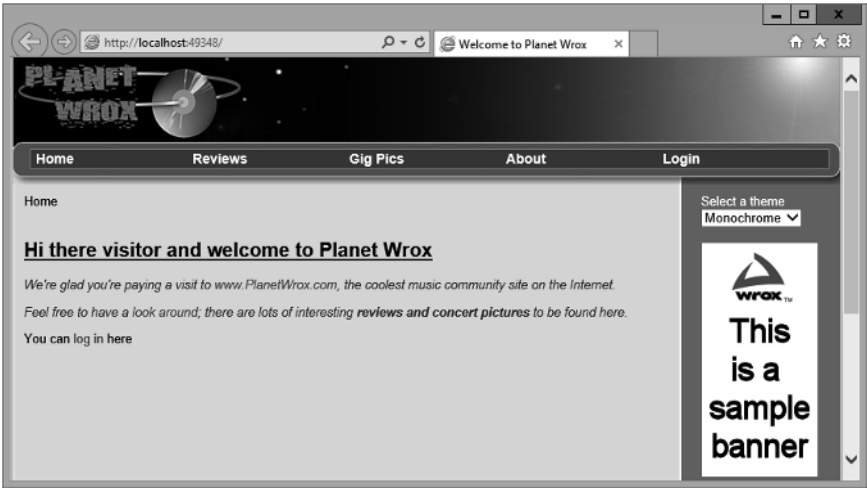 http://localhost:49348/
Welcome to Planet Wrox
PLANET
WROX
Home Reviews Gig Pics About Login
Home
Hi there visitor and welcome to Planet Wrox
We're glad you're paying a visit to www.PlanetWrox.com, the coolest music community site on the Internet.
Feel free to have a look around; there are lots of interesting reviews and concert pictures to be found here.
You can log in here
Select a theme
Monochrome
wrox TM
This
is a
sample
banner